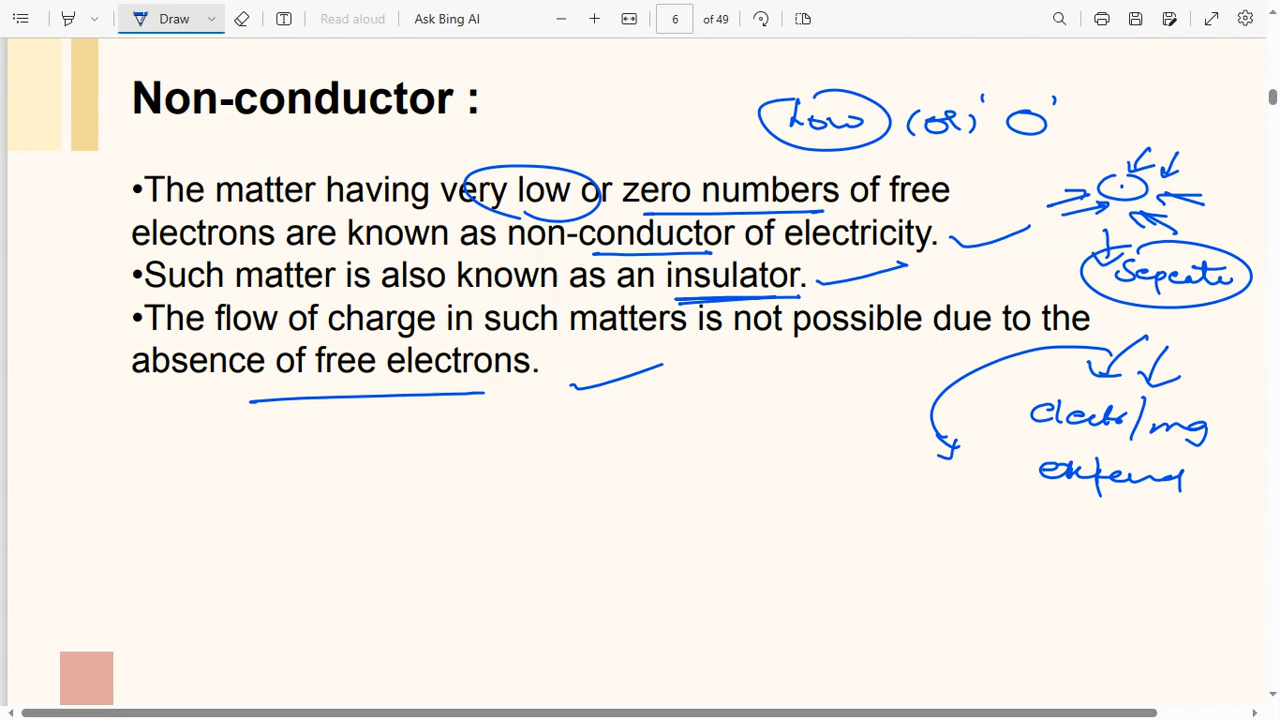 Draw
Read aloud
Ask Bing AI
6 of 49
Non-conductor :
Low (or) '0'
•The matter having very low or zero numbers of free
electrons are known as non-conductor of electricity.
•Such matter is also known as an insulator.
•The flow of charge in such matters is not possible due to the
absence of free electrons.